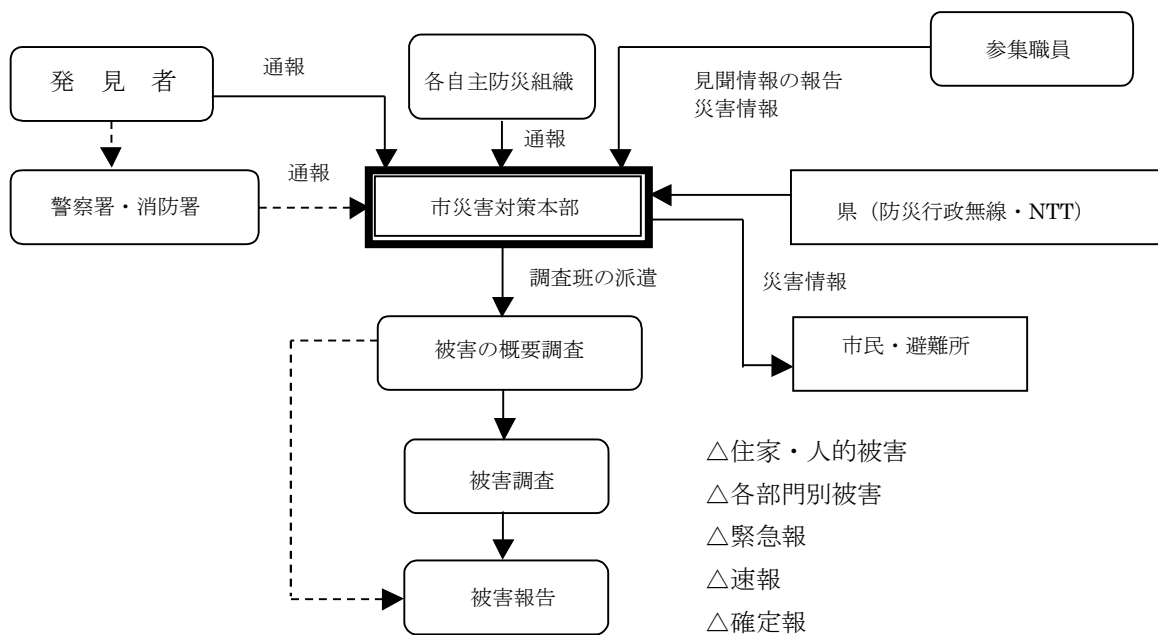 発　見　者
通報
各自主防災組織
参集職員
見聞情報の報告
災害情報
通報
警察署・消防署
通報
市災害対策本部
県（防災行政無線・NTT）
調査班の派遣
災害情報
被害の概要調査
市民・避難所
被害調査
被害報告
△住家・人的被害
△各部門別被害
△緊急報
△速報
△確定報